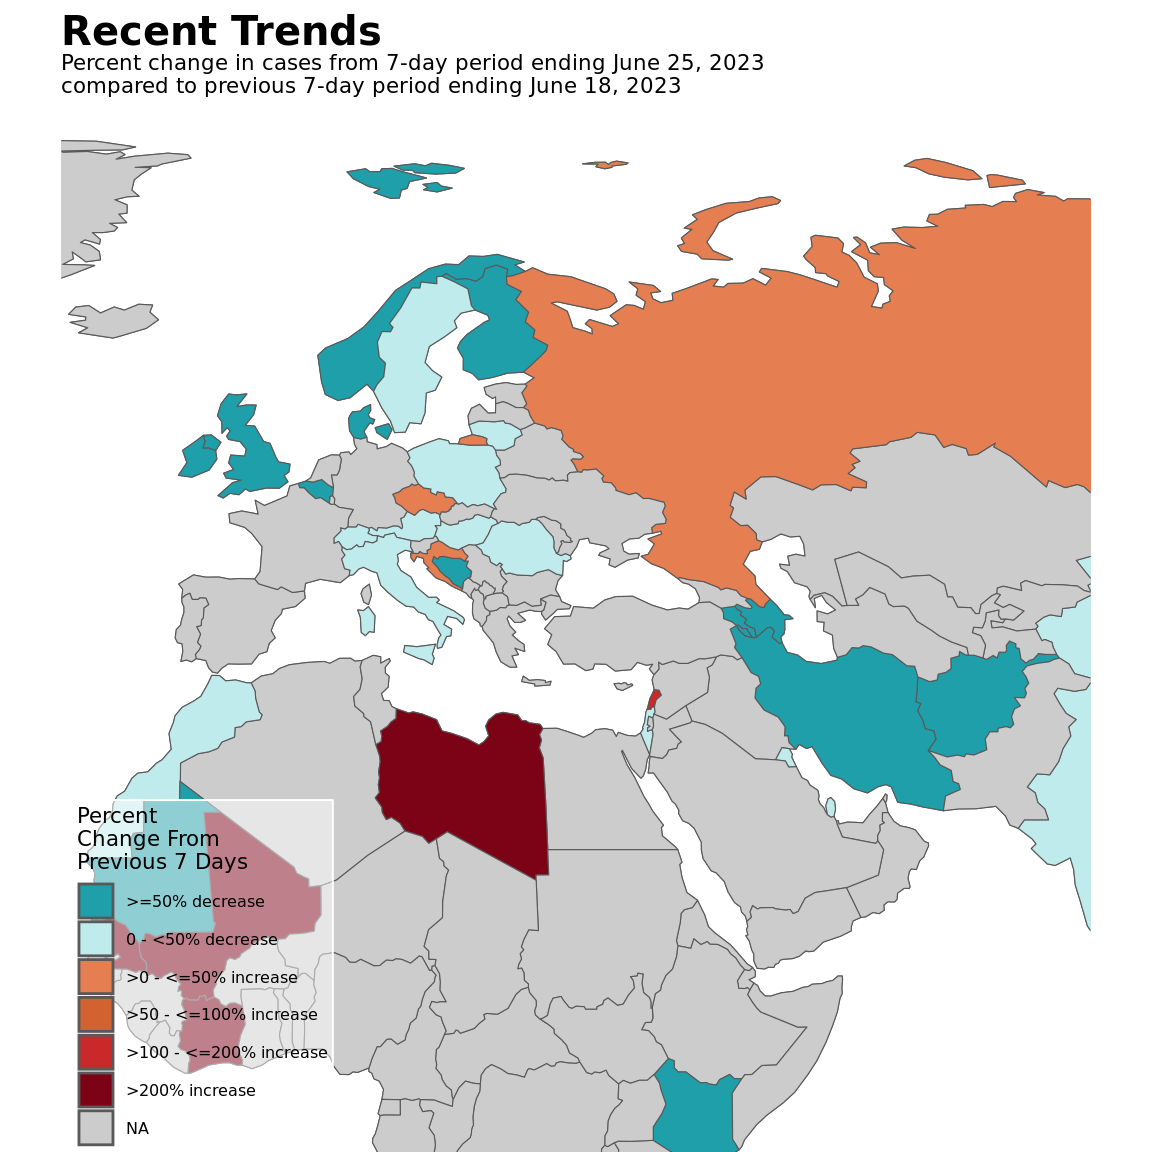 Recent Trends
Percent change in cases from 7-day period ending June 25, 2023
compared to previous 7-day period ending June 18, 2023
Percent
Change From
Previous 7 Days
>=50% decrease
0 - <50% decrease
>0 - <=50% increase
>50 - <=100% increase
>100 - <=200% increase
>200% increase
NA